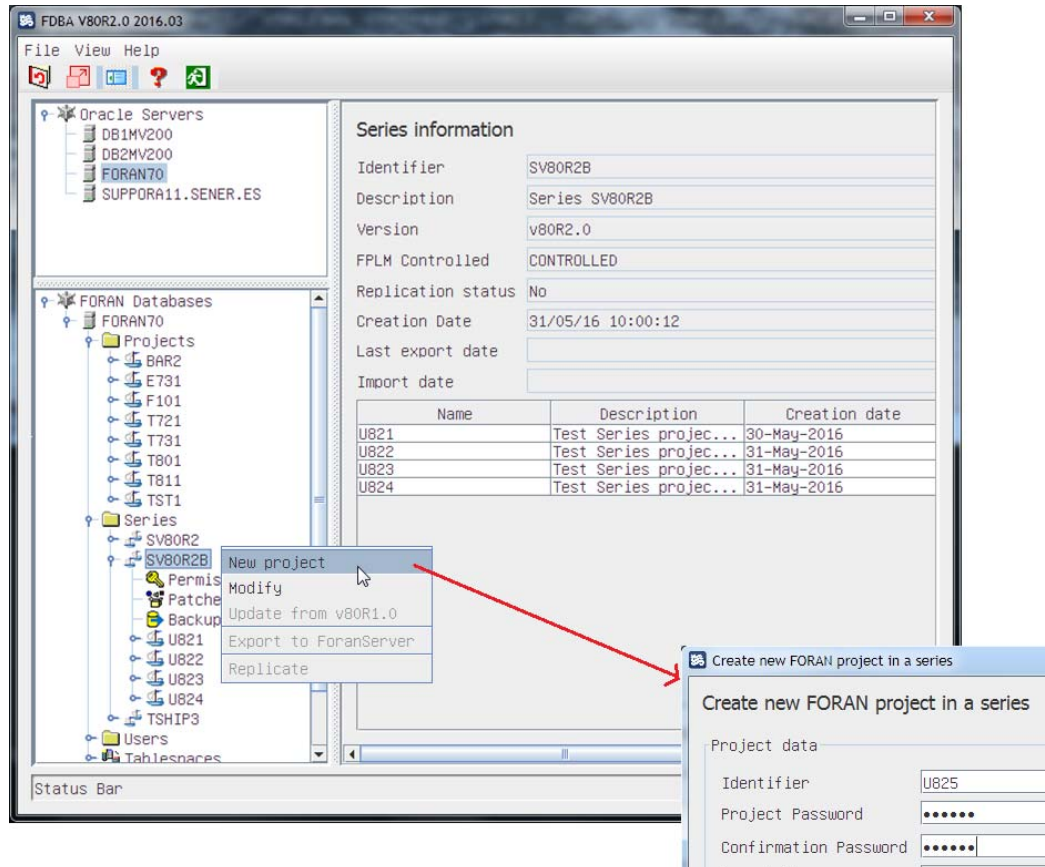 FDBA V80R2.0 2016.03
File View Help
Oracle Servers
DB1MV200
DB2MV200
FORAN70
SUPPORA11.SENER.ES
FORAN Databases
FORAN70
Projects
BAR2
E731
F101
T721
T731
T801
T811
TST1
Series
SV80R2
SV80R2B
Permis
Patche
Backup
U821
U822
U823
U824
TSHIP3
Users
Tablespaces
Series information
Identifier SV80R2B
Description Series SV80R2B
Version v80R2.0
FPLM Controlled CONTROLLED
Replication status No
Creation Date 31/05/16 10:00:12
Last export date
Import date
Name Description Creation date
U821 Test Series projec... 30-May-2016
U822 Test Series projec... 31-May-2016
U823 Test Series projec... 31-May-2016
U824 Test Series projec... 31-May-2016
New project
Modify
Update from v80R1.0
Export to ForanServer
Replicate
Status Bar
Create new FORAN project in a series
Create new FORAN project in a series
Project data
Identifier U825
Project Password ••••••
Confirmation Password ••••••